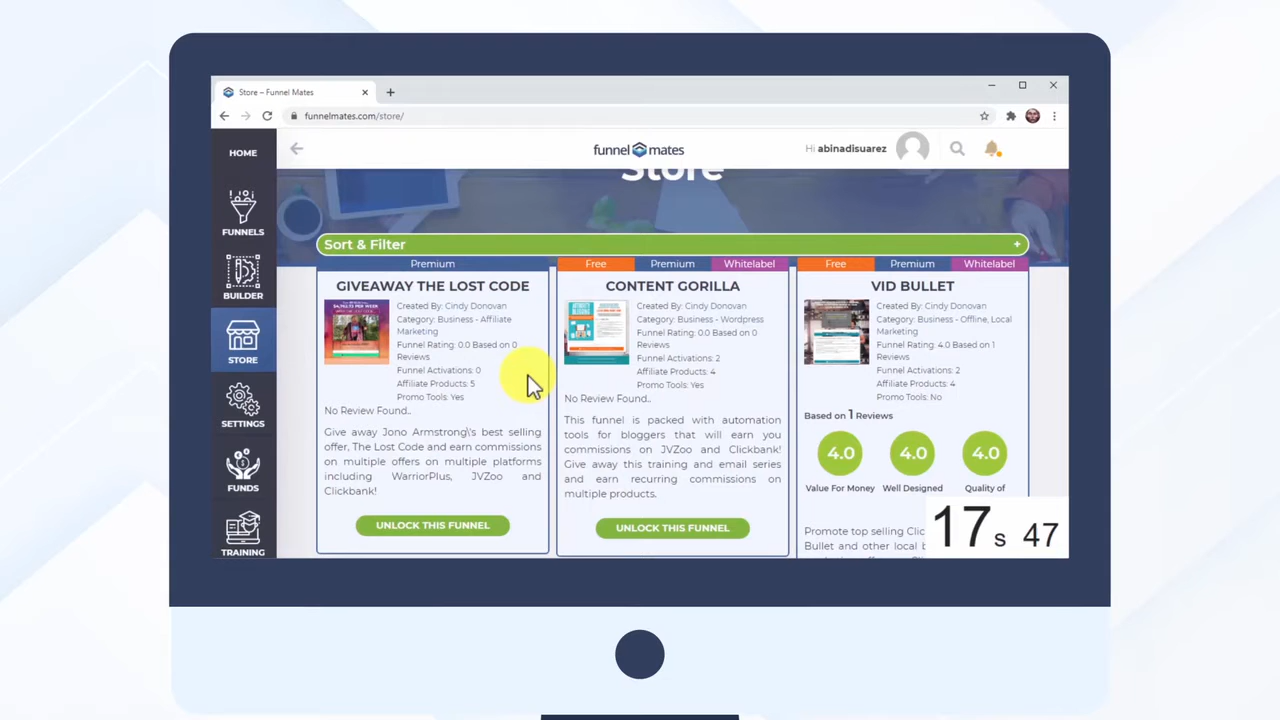 Store – Funnel Mates
funnelmates.com/store/
HOME
funnel mates
Hi abinadisuarez
Store
FUNNELS
BUILDER
STORE
SETTINGS
FUNDS
TRAINING
Sort & Filter +
Premium
GIVEAWAY THE LOST CODE
Created By: Cindy Donovan
Category: Business - Affiliate
Marketing
Funnel Rating: 0.0 Based on 0
Reviews
Funnel Activations: 0
Affiliate Products: 5
Promo Tools: Yes
No Review Found..
Give away Jono Armstrong\'s best selling
offer, The Lost Code and earn commissions
on multiple offers on multiple platforms
including WarriorPlus, JVZoo and
Clickbank!
UNLOCK THIS FUNNEL
Free Premium Whitelabel
CONTENT GORILLA
Created By: Cindy Donovan
Category: Business - Wordpress
Funnel Rating: 0.0 Based on 0
Reviews
Funnel Activations: 2
Affiliate Products: 4
Promo Tools: Yes
No Review Found..
This funnel is packed with automation
tools for bloggers that will earn you
commissions on JVZoo and Clickbank!
Give away this training and email series
and earn recurring commissions on
multiple products.
UNLOCK THIS FUNNEL
Free Premium Whitelabel
VID BULLET
Created By: Cindy Donovan
Category: Business - Offline, Local
Marketing
Funnel Rating: 4.0 Based on 1
Reviews
Funnel Activations: 2
Affiliate Products: 4
Promo Tools: No
Based on 1 Reviews
4.0 4.0 4.0
Value For Money Well Designed Quality of
Promote top selling Clic
Bullet and other local b
17s 47